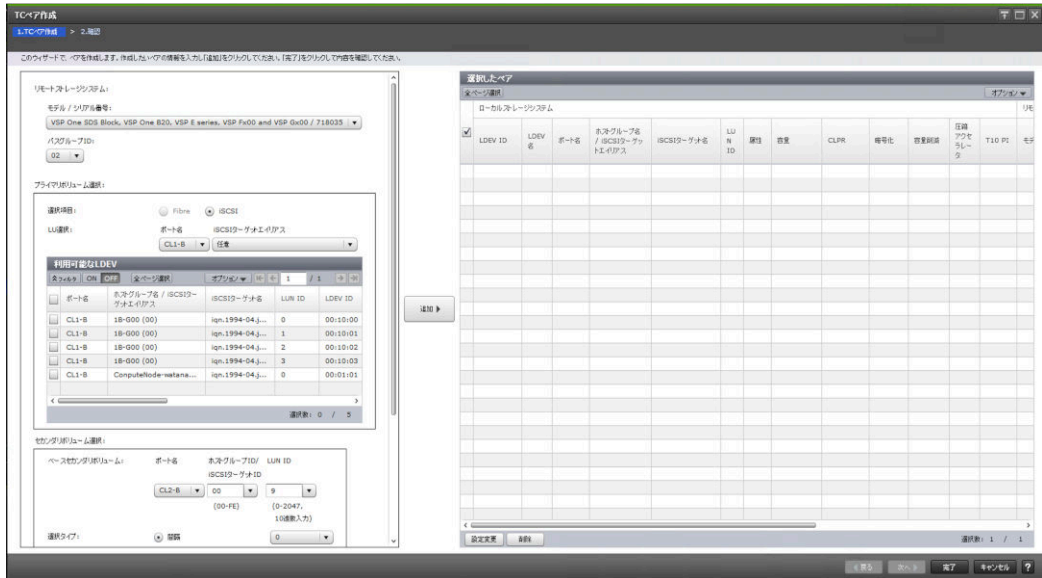 TCペア作成
1.TCペア作成 > 2.確認
このウィザードで、ペアを作成します。作成したいペアの情報を入力し「追加」をクリックしてください。「完了」をクリックして内容を確認してください。
リモートストレージシステム:
モデル / シリアル番号:
VSP One SDS Block, VSP One B20, VSP E series, VSP Fx00 and VSP Gx00 / 718035
パスグループID:
02
プライマリボリューム選択:
選択項目: Fibre iSCSI
LU選択: ポート名 iSCSIターゲットエイリアス
CL1-B 任意
利用可能なLDEV
フィルタ ON OFF 全ページ選択 オプション 1 / 1
ポート名 ホストグループ名 / iSCSIターゲットエイリアス iSCSIターゲット名 LUN ID LDEV ID
CL1-B 1B-G00 (00) iqn.1994-04.j... 0 00:10:00
CL1-B 1B-G00 (00) iqn.1994-04.j... 1 00:10:01
CL1-B 1B-G00 (00) iqn.1994-04.j... 2 00:10:02
CL1-B 1B-G00 (00) iqn.1994-04.j... 3 00:10:03
CL1-B ConputeNode-watana... iqn.1994-04.j... 0 00:01:01
選択数: 0 / 5
セカンダリボリューム選択:
ベースセカンダリボリューム: ポート名 ホストグループID/ LUN ID
iSCSIターゲットID
CL2-B 00 9
(00-FE) (0-2047,
10進数入力)
選択タイプ: 間隔 0
追加
選択したペア
全ページ選択 オプション
ローカルストレージシステム リモ
LDEV ID LDEV名 ポート名 ホストグループ名 / iSCSIターゲットエイリアス iSCSIターゲット名 LUN ID 属性 容量 CLPR 暗号化 容量削減 圧縮アクセラレータ T10 PI モデ
設定変更 削除 選択数: 1 / 1
戻る 次へ 完了 キャンセル ?